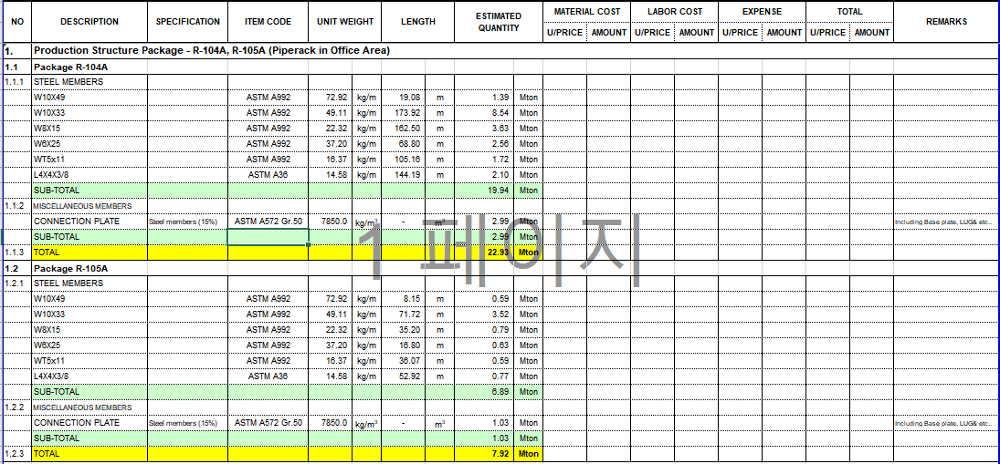 NO DESCRIPTION SPECIFICATION ITEM CODE UNIT WEIGHT LENGTH ESTIMATED QUANTITY MATERIAL COST LABOR COST EXPENSE TOTAL REMARKS
U/PRICE AMOUNT U/PRICE AMOUNT U/PRICE AMOUNT U/PRICE AMOUNT
1. Production Structure Package - R-104A, R-105A (Piperack in Office Area)
1.1 Package R-104A
1.1.1 STEEL MEMBERS
W10X49 ASTM A992 72.92 kg/m 19.08 m 1.39 Mton
W10X33 ASTM A992 49.11 kg/m 173.92 m 8.54 Mton
W8X15 ASTM A992 22.32 kg/m 162.50 m 3.63 Mton
W6X25 ASTM A992 37.20 kg/m 68.80 m 2.56 Mton
WT5x11 ASTM A992 16.37 kg/m 105.16 m 1.72 Mton
L4X4X3/8 ASTM A36 14.58 kg/m 144.19 m 2.10 Mton
SUB-TOTAL 19.94 Mton
1.1.2 MISCELLANEOUS MEMBERS
CONNECTION PLATE Steel members (15%) ASTM A572 Gr.50 7850.0 kg/m³ - m³ 2.99 Mton Including Base plate, LUG& etc..
SUB-TOTAL 2.99 Mton
1.1.3 TOTAL 22.93 Mton
1 페이지
1.2 Package R-105A
1.2.1 STEEL MEMBERS
W10X49 ASTM A992 72.92 kg/m 8.15 m 0.59 Mton
W10X33 ASTM A992 49.11 kg/m 71.72 m 3.52 Mton
W8X15 ASTM A992 22.32 kg/m 35.20 m 0.79 Mton
W6X25 ASTM A992 37.20 kg/m 16.80 m 0.63 Mton
WT5x11 ASTM A992 16.37 kg/m 36.07 m 0.59 Mton
L4X4X3/8 ASTM A36 14.58 kg/m 52.92 m 0.77 Mton
SUB-TOTAL 6.89 Mton
1.2.2 MISCELLANEOUS MEMBERS
CONNECTION PLATE Steel members (15%) ASTM A572 Gr.50 7850.0 kg/m³ - m³ 1.03 Mton Including Base plate, LUG& etc..
SUB-TOTAL 1.03 Mton
1.2.3 TOTAL 7.92 Mton